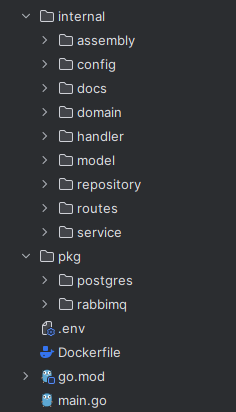 internal
assembly
config
docs
domain
handler
model
repository
routes
service
pkg
postgres
rabbimq
.env
Dockerfile
go.mod
main.go